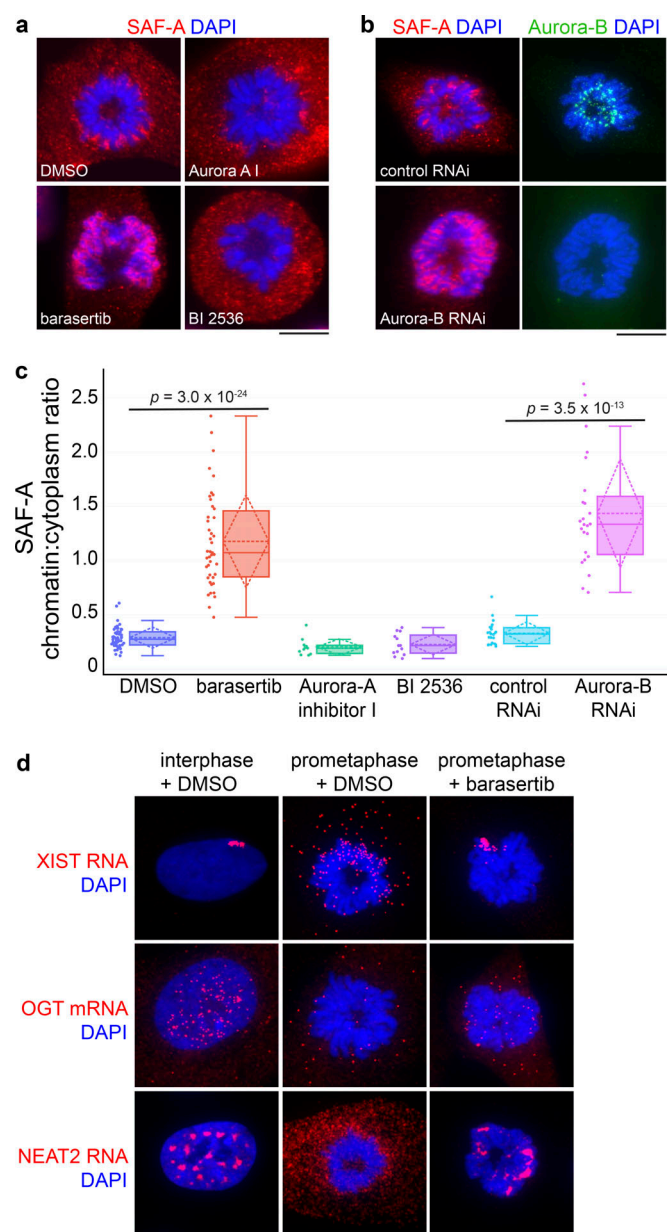 a
SAF-A DAPI
DMSO
Aurora A I
barasertib
BI 2536
b
SAF-A DAPI
Aurora-B DAPI
control RNAi
Aurora-B RNAi
c
SAF-A
chromatin:cytoplasm ratio
2.5
2.0
1.5
1.0
0.5
0
p = 3.0 x 10-24
p = 3.5 x 10-13
DMSO
barasertib
Aurora-A
inhibitor I
BI 2536
control
RNAi
Aurora-B
RNAi
d
interphase
+ DMSO
prometaphase
+ DMSO
prometaphase
+ barasertib
XIST RNA
DAPI
OGT mRNA
DAPI
NEAT2 RNA
DAPI